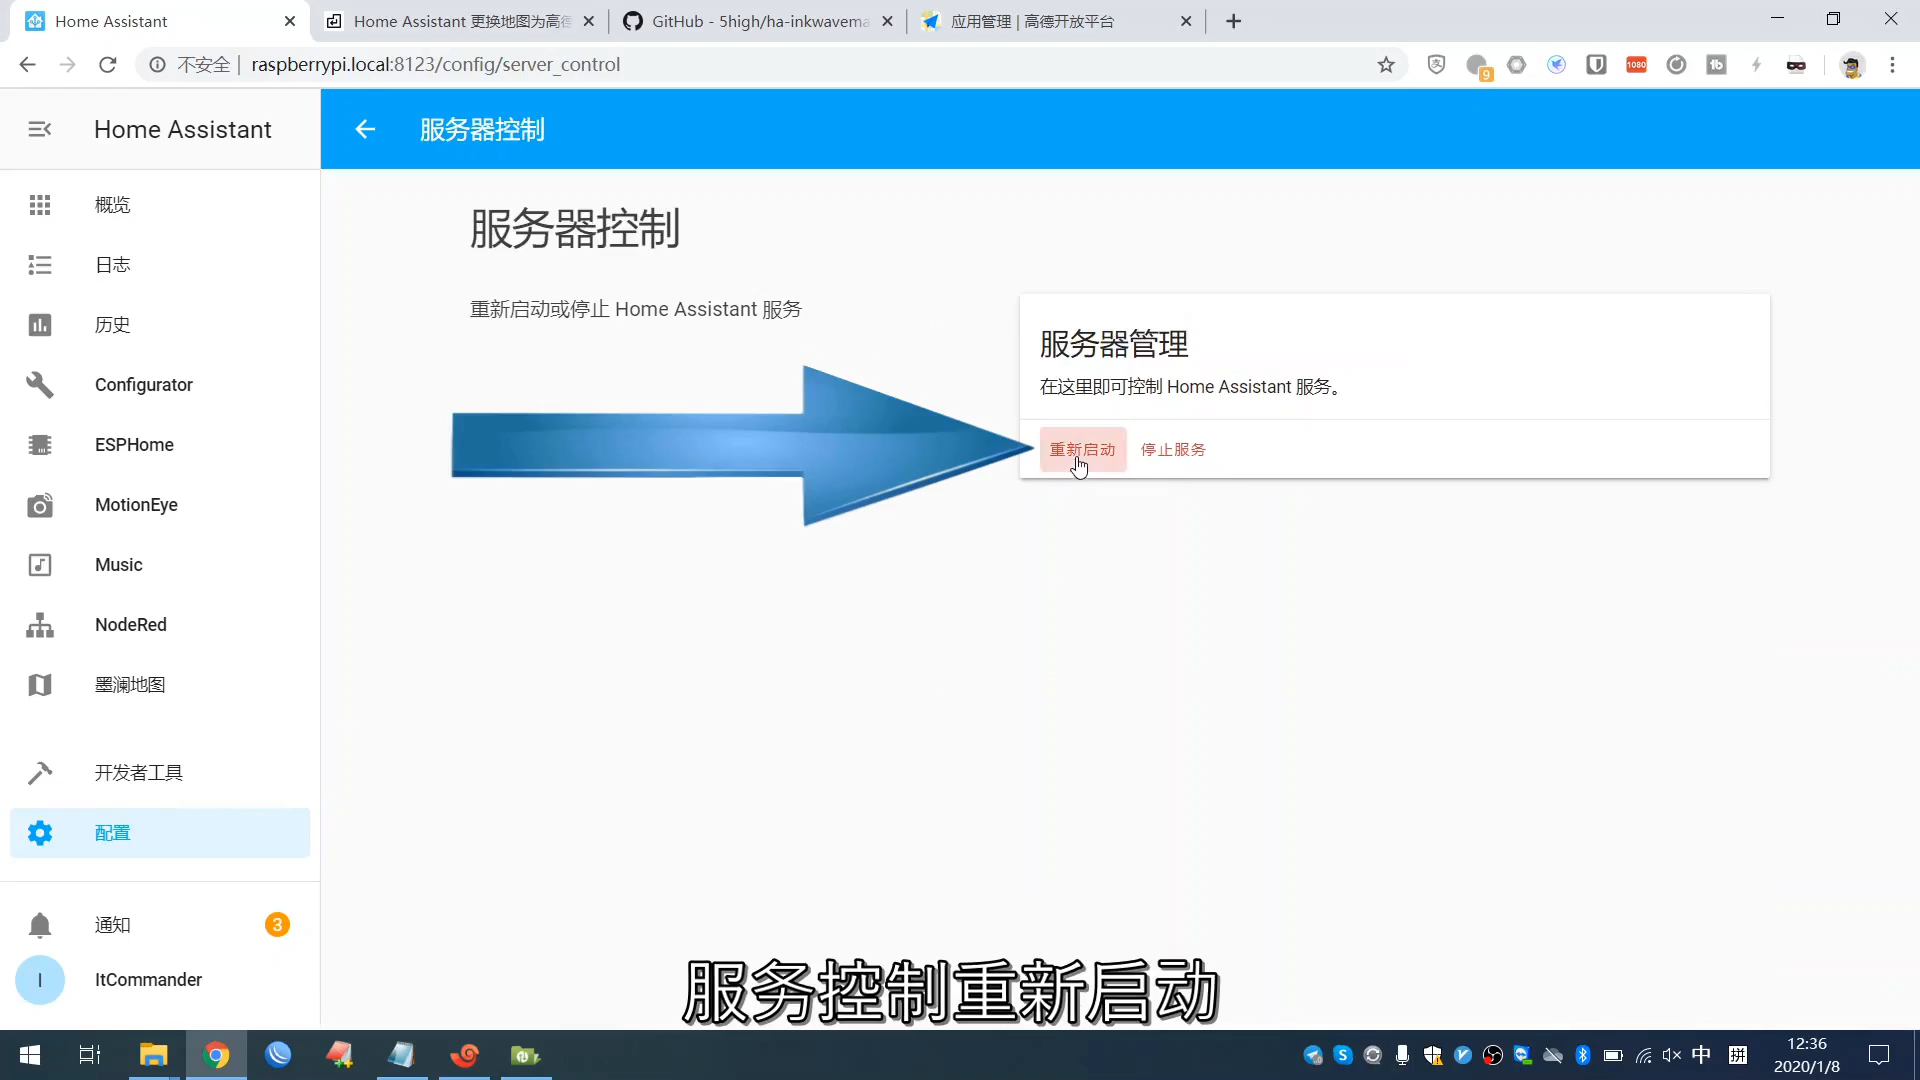 Home Assistant
Home Assistant 更换地图为高德
GitHub - 5high/ha-inkwavema
应用管理 | 高德开放平台
不安全
raspberrypi.local:8123/config/server_control
9
1080
Home Assistant
服务器控制
概览
日志
历史
Configurator
ESPHome
MotionEye
Music
NodeRed
墨澜地图
开发者工具
配置
通知
3
I
ItCommander
服务器控制
重新启动或停止 Home Assistant 服务
服务器管理
在这里即可控制 Home Assistant 服务。
重新启动
停止服务
服务控制重新启动
中
拼
12:36
2020/1/8